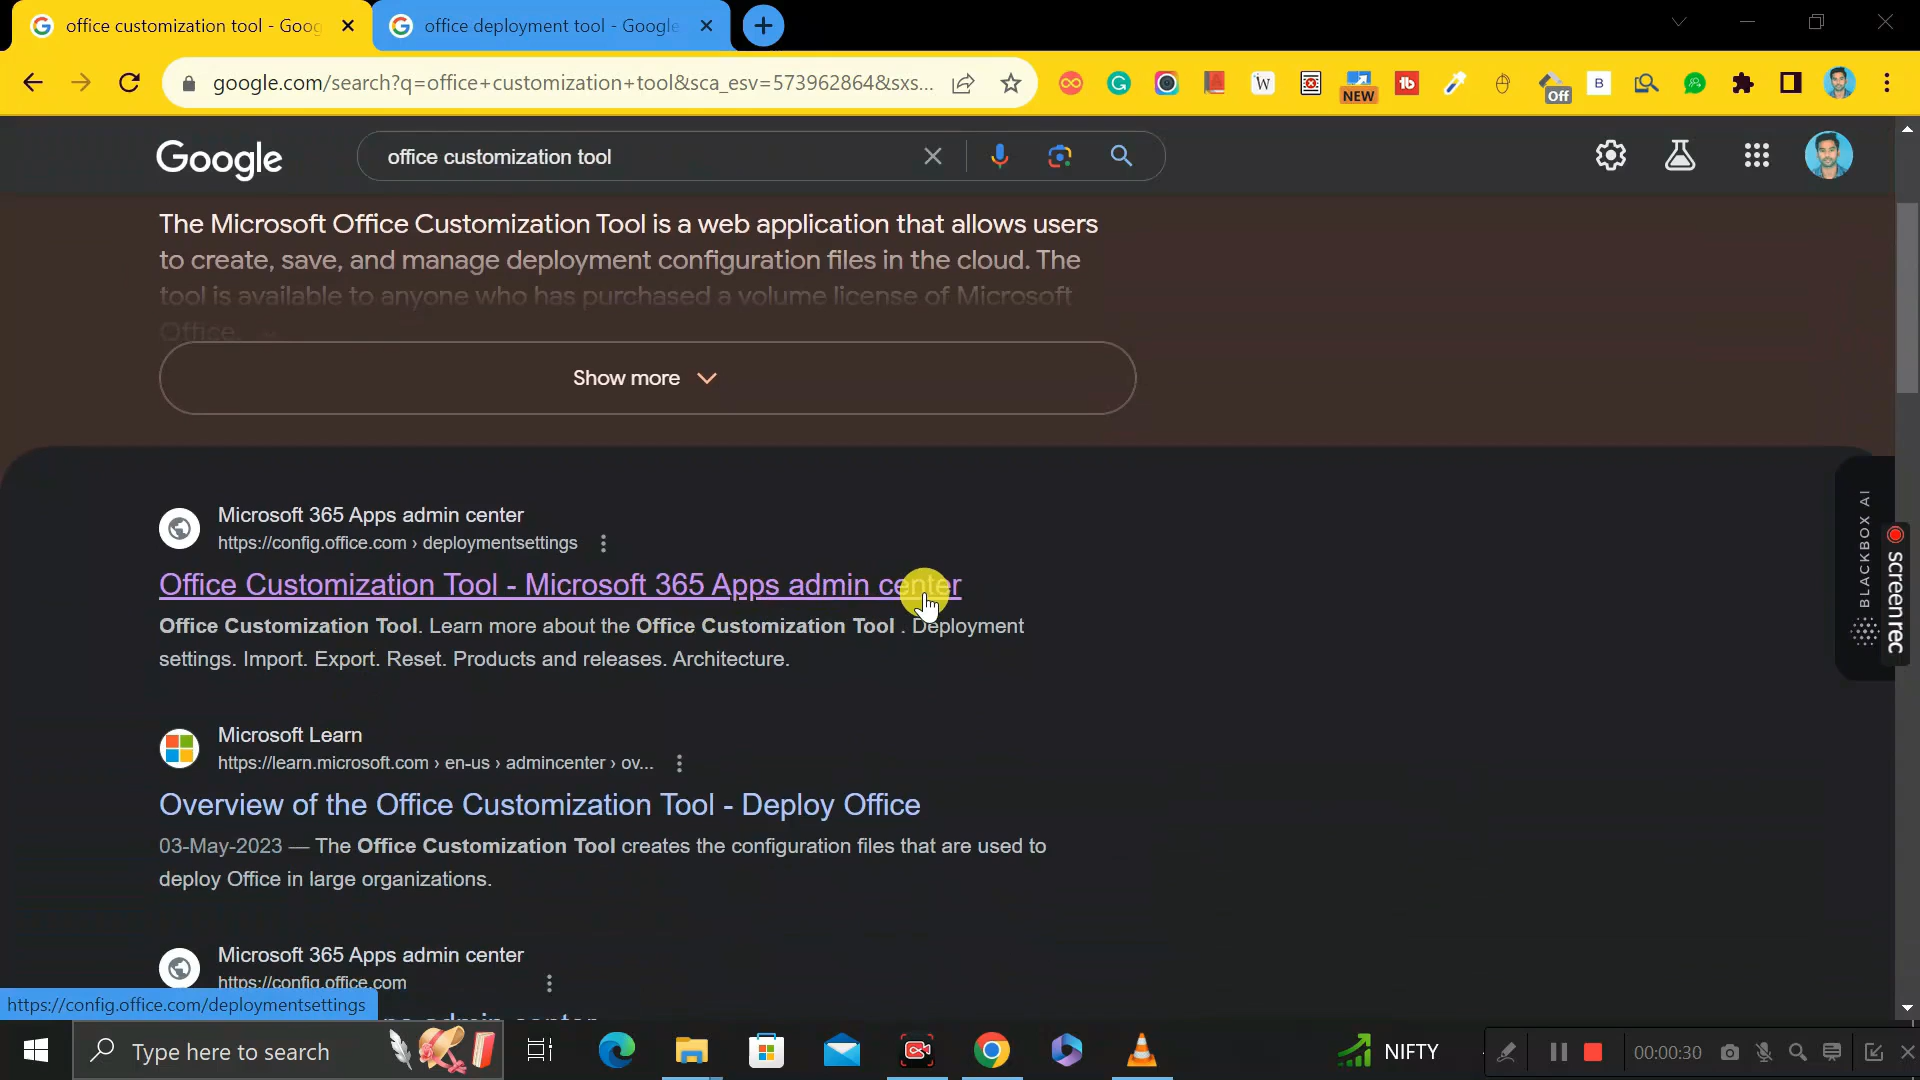 office customization tool - Goog
office deployment tool - Google
google.com/search?q=office+customization+tool&sca_esv=573962864&sxs...
NEW
Off
Google
office customization tool
The Microsoft Office Customization Tool is a web application that allows users
to create, save, and manage deployment configuration files in the cloud. The
tool is available to anyone who has purchased a volume license of Microsoft
Office.
Show more
Microsoft 365 Apps admin center
https://config.office.com › deploymentsettings
Office Customization Tool - Microsoft 365 Apps admin center
Office Customization Tool. Learn more about the Office Customization Tool . Deployment
settings. Import. Export. Reset. Products and releases. Architecture.
Microsoft Learn
https://learn.microsoft.com › en-us › admincenter › ov...
Overview of the Office Customization Tool - Deploy Office
03-May-2023 — The Office Customization Tool creates the configuration files that are used to
deploy Office in large organizations.
Microsoft 365 Apps admin center
https://config.office.com
BLACKBOX AI
screenrec
https://config.office.com/deploymentsettings
Type here to search
NIFTY
00:00:30